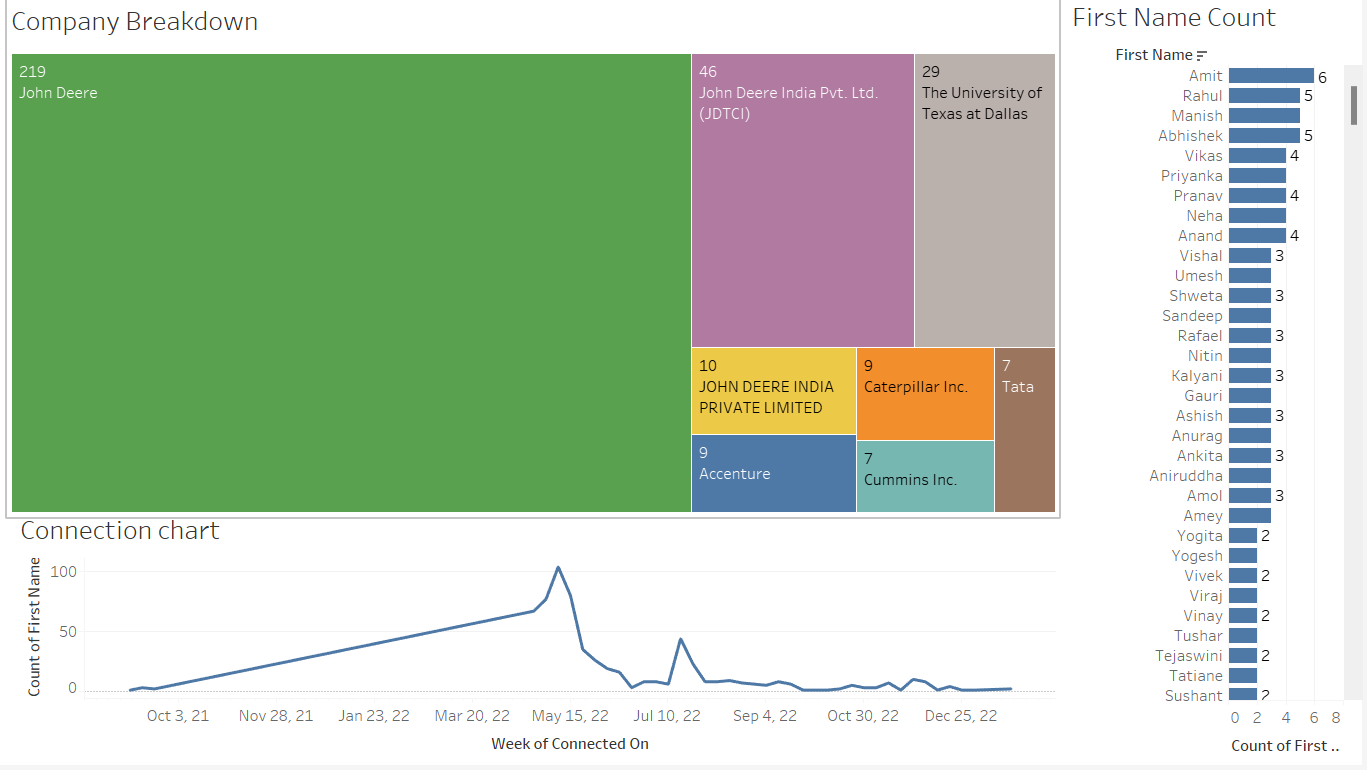 Company Breakdown
219
John Deere
46
John Deere India Pvt. Ltd.
(JDTCI)
29
The University of
Texas at Dallas
10
JOHN DEERE INDIA
PRIVATE LIMITED
9
Caterpillar Inc.
7
Tata
9
Accenture
7
Cummins Inc.
Connection chart
Count of First Name
100
50
0
Oct 3, 21 Nov 28, 21 Jan 23, 22 Mar 20, 22 May 15, 22 Jul 10, 22 Sep 4, 22 Oct 30, 22 Dec 25, 22
Week of Connected On
First Name Count
First Name
Amit 6
Rahul 5
Manish
Abhishek 5
Vikas 4
Priyanka
Pranav 4
Neha
Anand 4
Vishal 3
Umesh
Shweta 3
Sandeep
Rafael 3
Nitin
Kalyani 3
Gauri
Ashish 3
Anurag
Ankita 3
Aniruddha
Amol 3
Amey
Yogita 2
Yogesh
Vivek 2
Viraj
Vinay 2
Tushar
Tejaswini 2
Tatiane
Sushant 2
0 2 4 6 8
Count of First ..